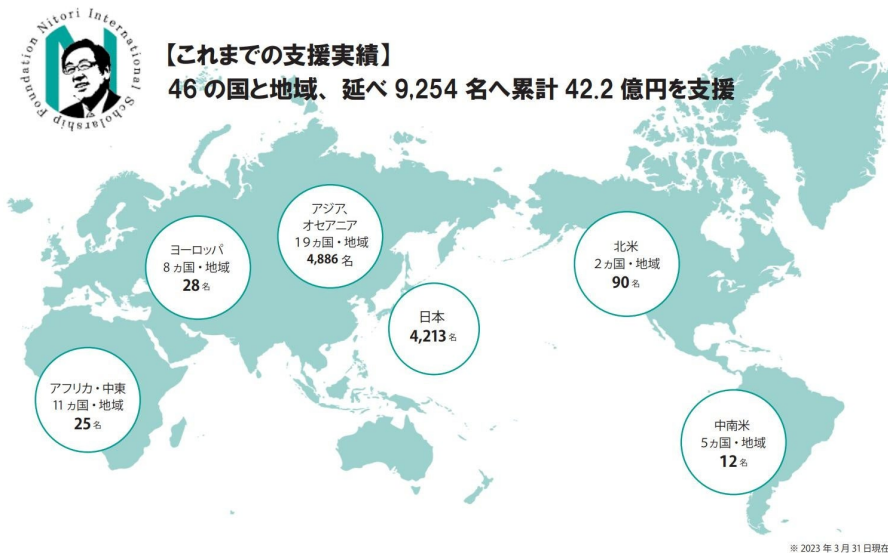 Nitori International Scholarship Foundation
【これまでの支援実績】
46 の国と地域、延べ 9,254 名へ累計 42.2 億円を支援
アジア、
オセアニア
19ヵ国・地域
4,886 名
ヨーロッパ
8ヵ国・地域
28名
北米
2ヵ国・地域
90名
日本
4,213名
アフリカ・中東
11ヵ国・地域
25名
中南米
5ヵ国・地域
12名
※ 2023 年 3 月 31 日現在